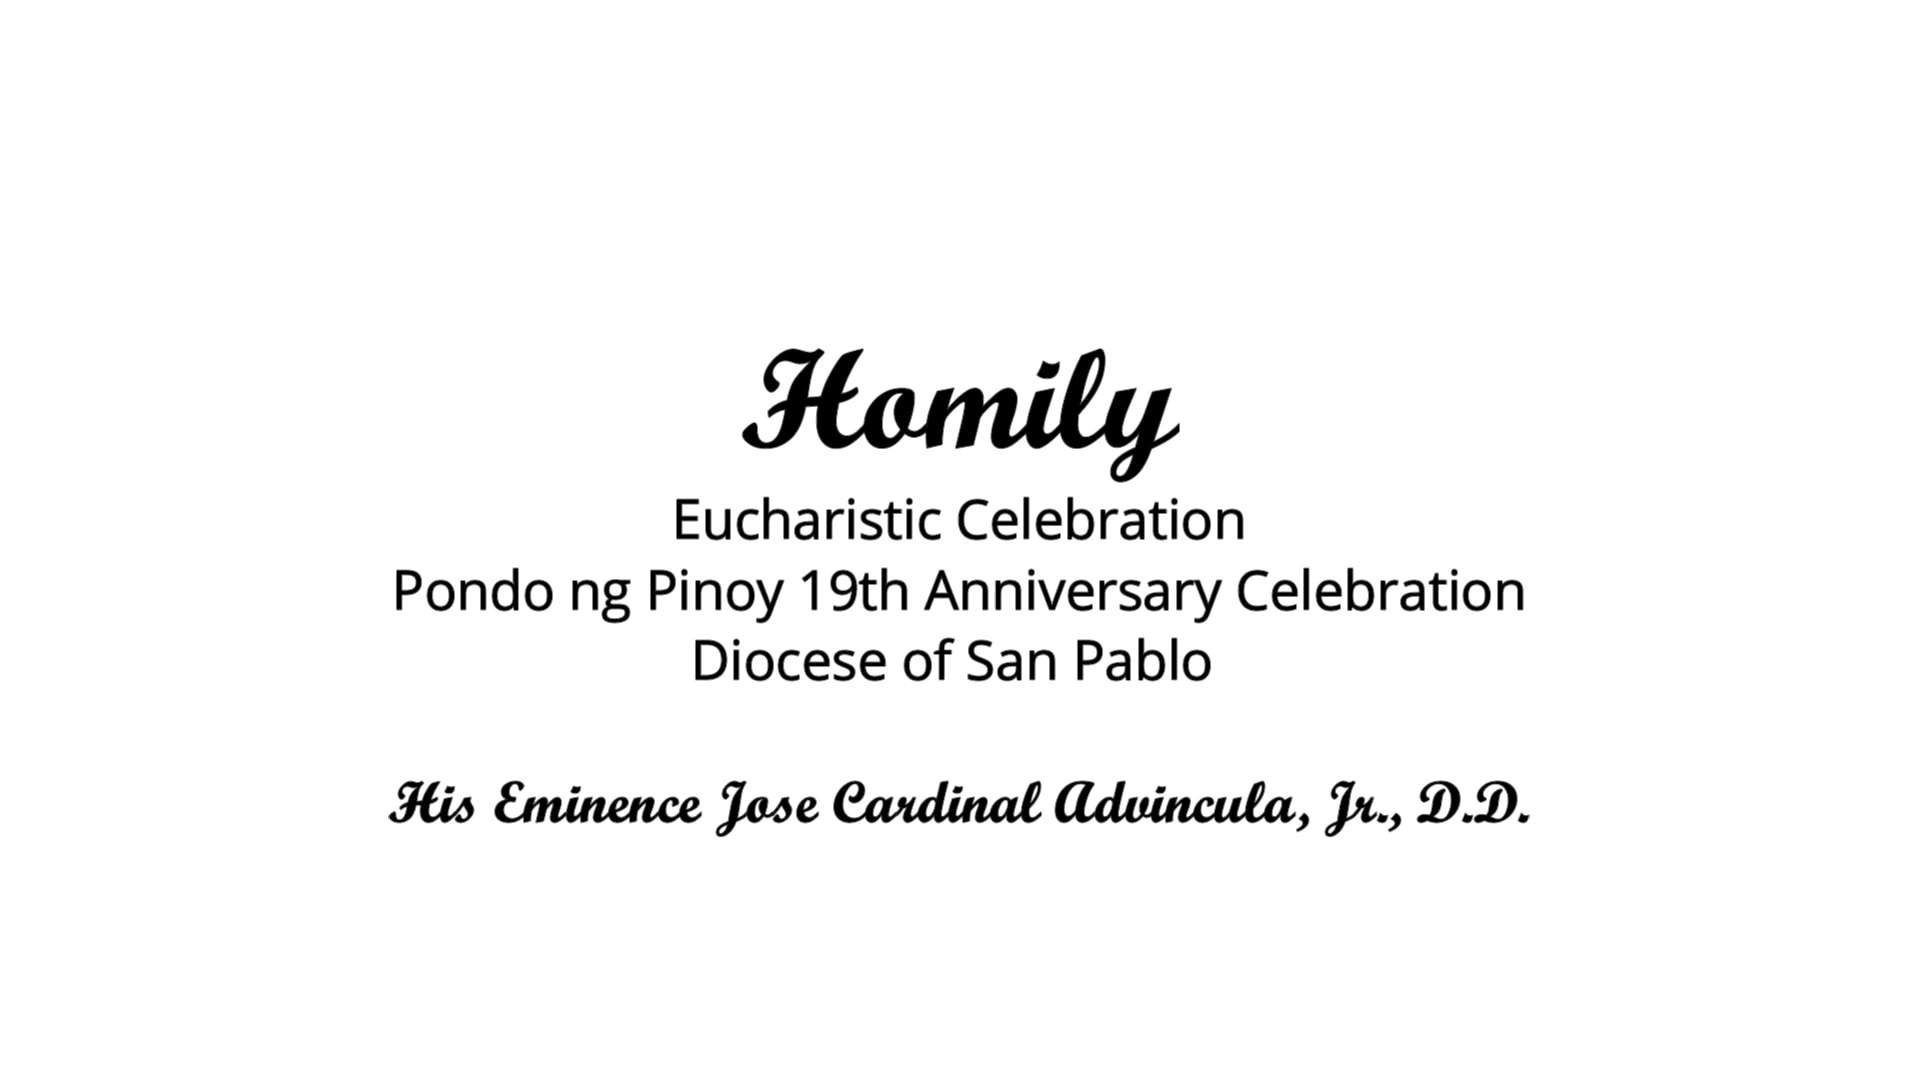 Homily
Eucharistic Celebration
Pondo ng Pinoy 19th Anniversary Celebration
Diocese of San Pablo
His Eminence Jose Cardinal Advincula, Jr., D.D.